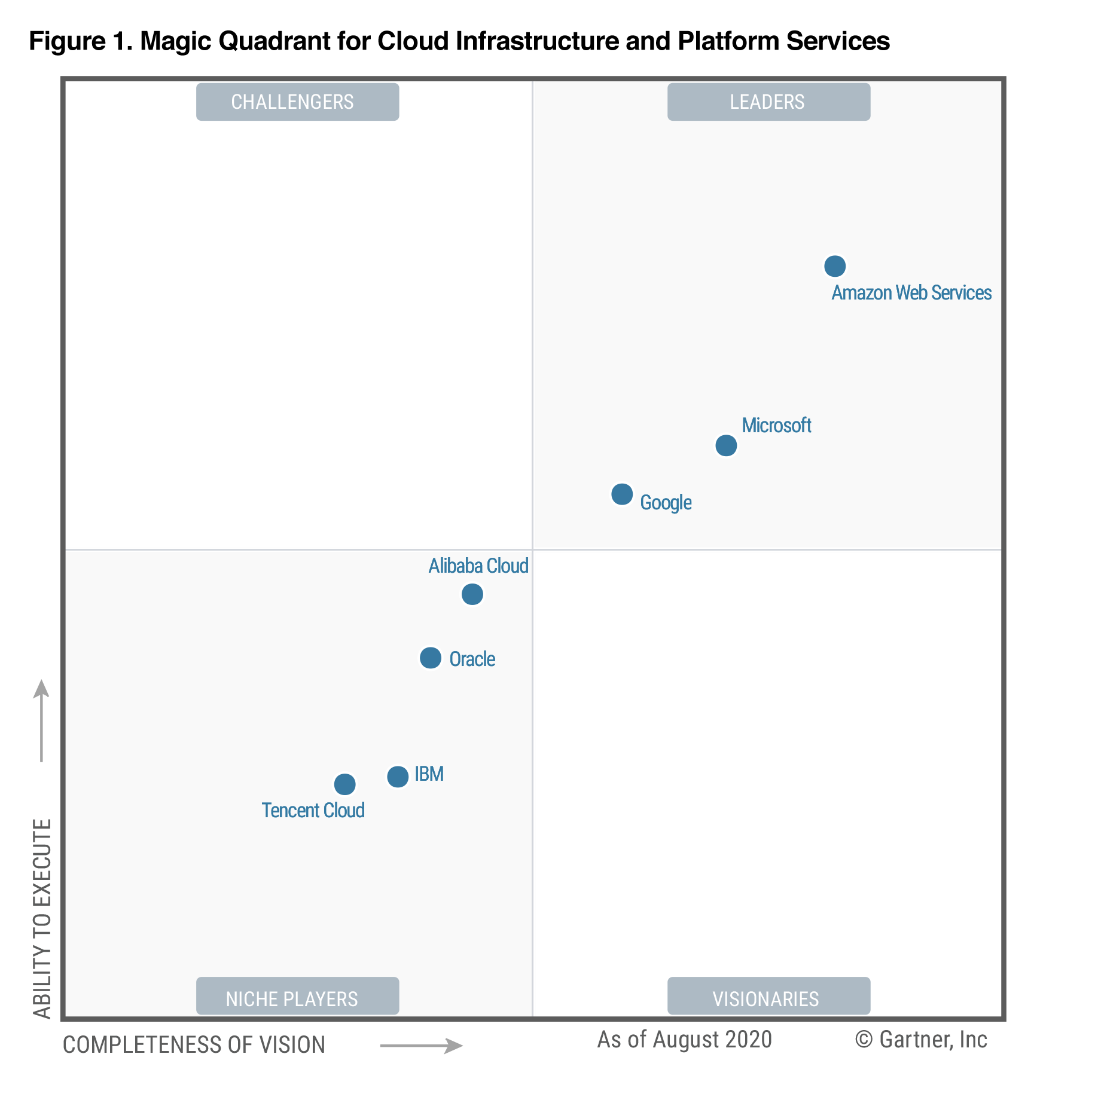 Figure 1. Magic Quadrant for Cloud Infrastructure and Platform Services
CHALLENGERS
LEADERS
Amazon Web Services
Microsoft
Google
Alibaba Cloud
Oracle
IBM
Tencent Cloud
ABILITY TO EXECUTE
NICHE PLAYERS
VISIONARIES
COMPLETENESS OF VISION
As of August 2020
© Gartner, Inc